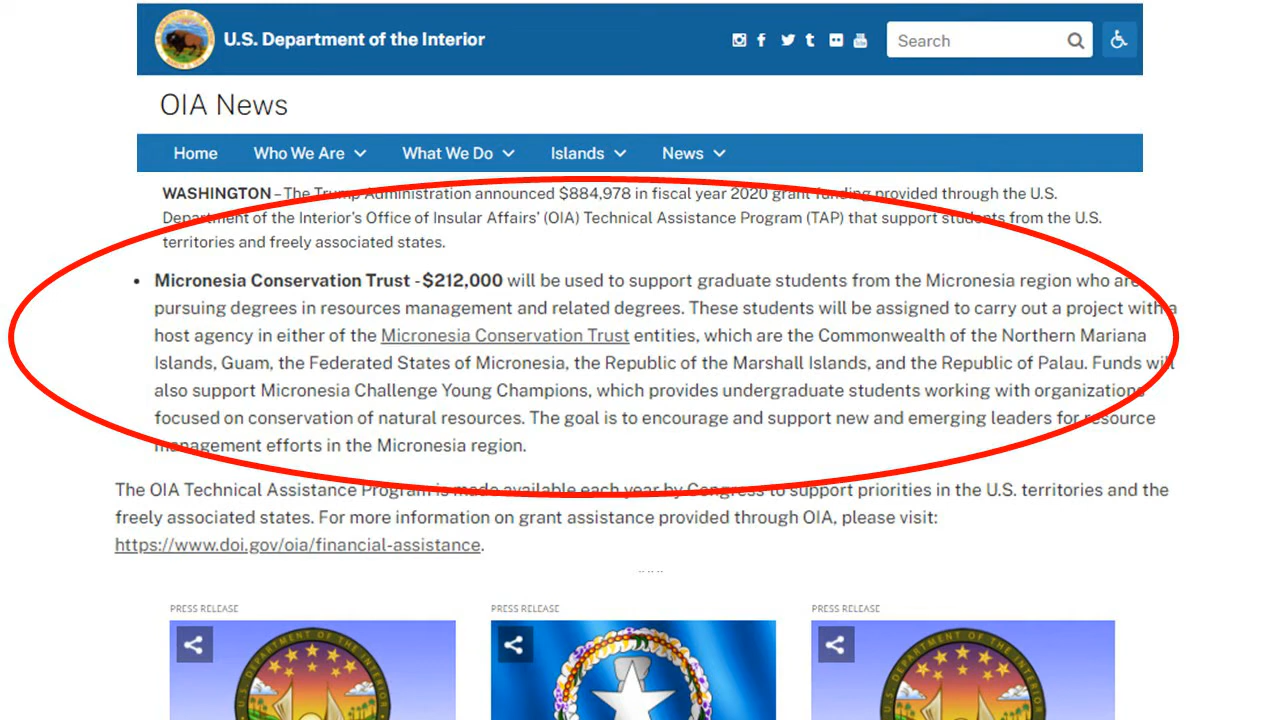 U.S. Department of the Interior
Search
OIA News
Home Who We Are What We Do Islands News
WASHINGTON – The Trump Administration announced $884,978 in fiscal year 2020 grant funding provided through the U.S.
Department of the Interior's Office of Insular Affairs' (OIA) Technical Assistance Program (TAP) that support students from the U.S.
territories and freely associated states.
• Micronesia Conservation Trust - $212,000 will be used to support graduate students from the Micronesia region who are
pursuing degrees in resources management and related degrees. These students will be assigned to carry out a project with a
host agency in either of the Micronesia Conservation Trust entities, which are the Commonwealth of the Northern Mariana
Islands, Guam, the Federated States of Micronesia, the Republic of the Marshall Islands, and the Republic of Palau. Funds will
also support Micronesia Challenge Young Champions, which provides undergraduate students working with organizations
focused on conservation of natural resources. The goal is to encourage and support new and emerging leaders for resource
management efforts in the Micronesia region.
The OIA Technical Assistance Program is made available each year by Congress to support priorities in the U.S. territories and the
freely associated states. For more information on grant assistance provided through OIA, please visit:
https://www.doi.gov/oia/financial-assistance.
PRESS RELEASE PRESS RELEASE PRESS RELEASE
DEPARTMENT OF THE INTERIOR DEPARTMENT OF THE INTERIOR